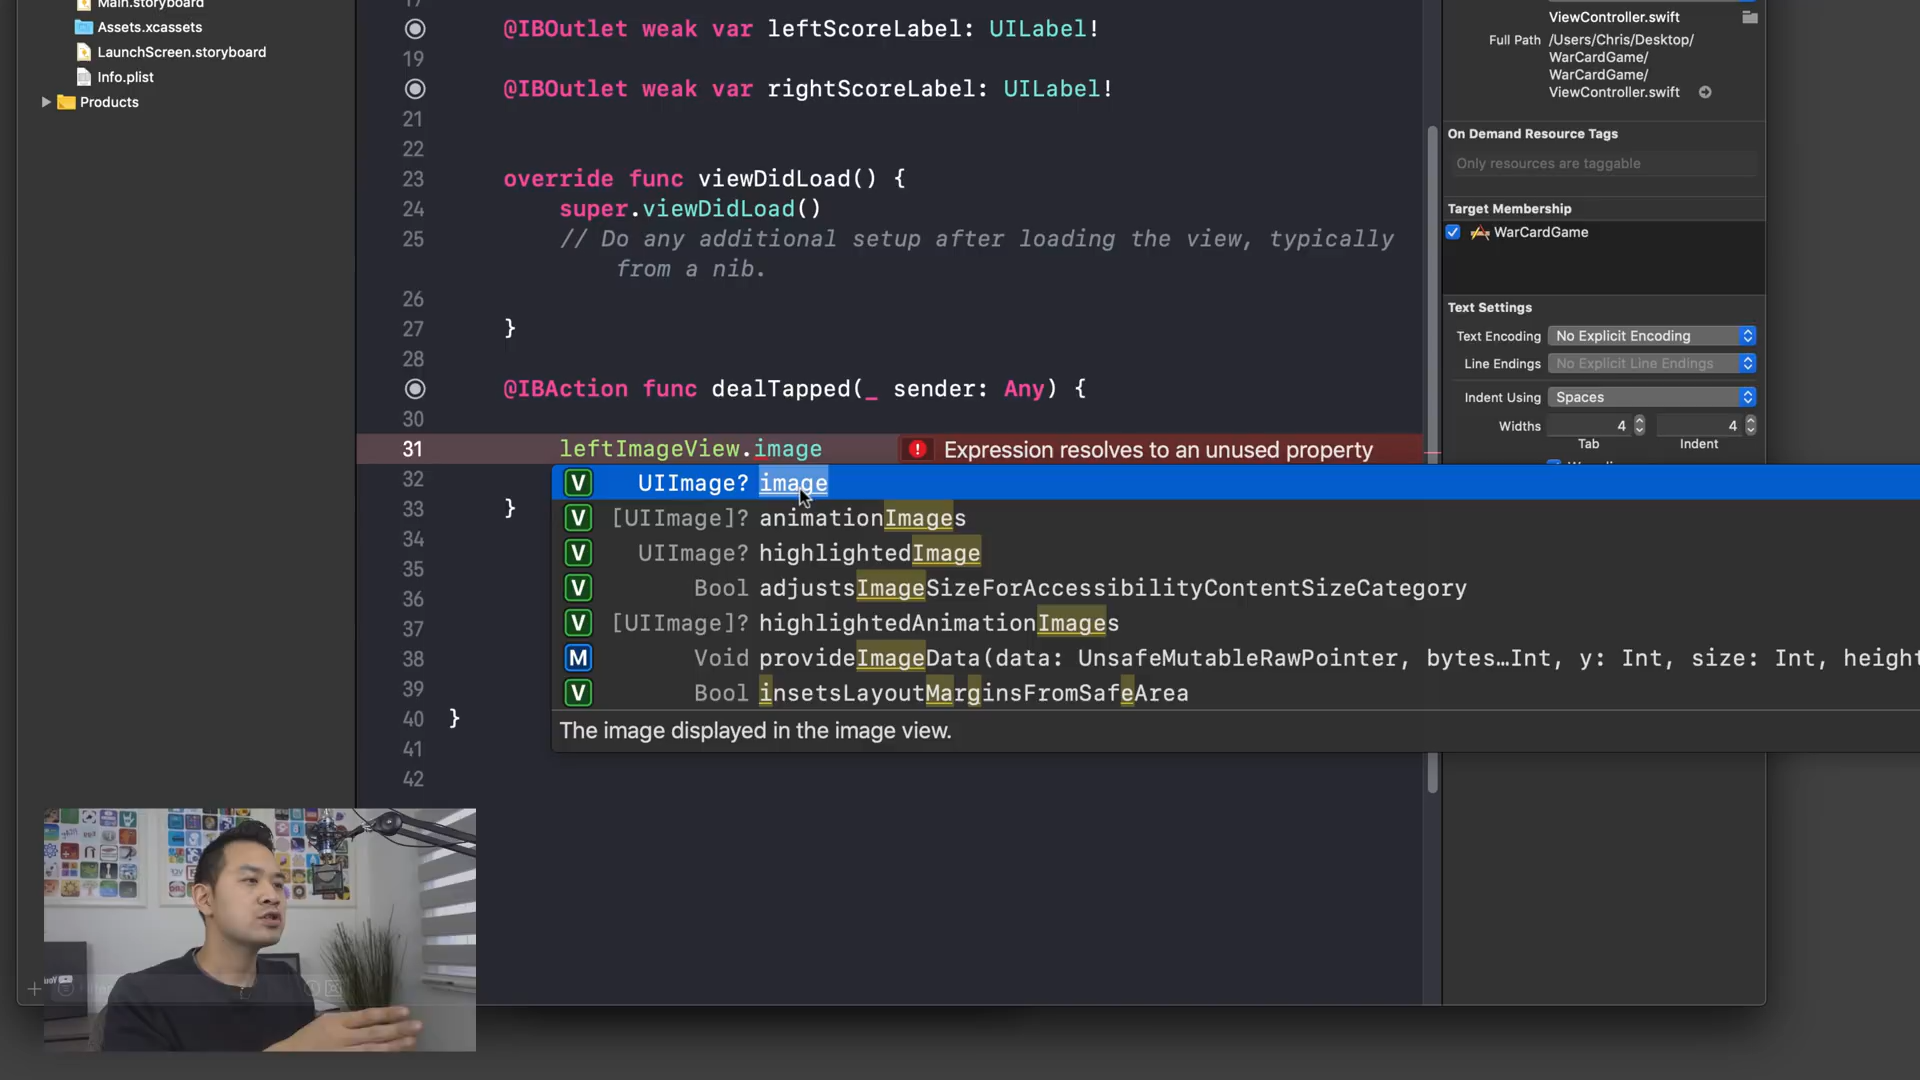 Main.storyboard
Assets.xcassets
LaunchScreen.storyboard
Info.plist
Products
17
@IBOutlet weak var leftScoreLabel: UILabel!
19
@IBOutlet weak var rightScoreLabel: UILabel!
21
22
23 override func viewDidLoad() {
24 super.viewDidLoad()
25 // Do any additional setup after loading the view, typically
from a nib.
26
27 }
28
@IBAction func dealTapped(_ sender: Any) {
30
31 leftImageView.image Expression resolves to an unused property
32
33 }
34
35
36
37
38
39
40 }
41
42
V UIImage? image
V [UIImage]? animationImages
V UIImage? highlightedImage
V Bool adjustsImageSizeForAccessibilityContentSizeCategory
V [UIImage]? highlightedAnimationImages
M Void provideImageData(data: UnsafeMutableRawPointer, bytes…Int, y: Int, size: Int, height
V Bool insetsLayoutMarginsFromSafeArea
The image displayed in the image view.
ViewController.swift
Full Path /Users/Chris/Desktop/
WarCardGame/
WarCardGame/
ViewController.swift
On Demand Resource Tags
Only resources are taggable
Target Membership
WarCardGame
Text Settings
Text Encoding No Explicit Encoding
Line Endings No Explicit Line Endings
Indent Using Spaces
Widths 4 4
Tab Indent